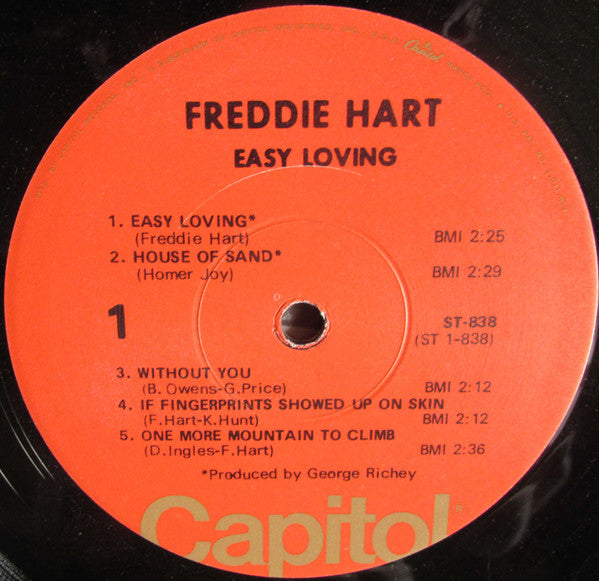 FREDDIE HART
EASY LOVING
1. EASY LOVING* BMI 2:25
(Freddie Hart)
2. HOUSE OF SAND* BMI 2:29
(Homer Joy)
1 ST-838
(ST 1-838)
3. WITHOUT YOU
(B. Owens-G.Price) BMI 2:12
4. IF FINGERPRINTS SHOWED UP ON SKIN
(F.Hart-K.Hunt) BMI 2:12
5. ONE MORE MOUNTAIN TO CLIMB
(D.Ingles-F.Hart) BMI 2:36
*Produced by George Richey
Capitol®
Capitol